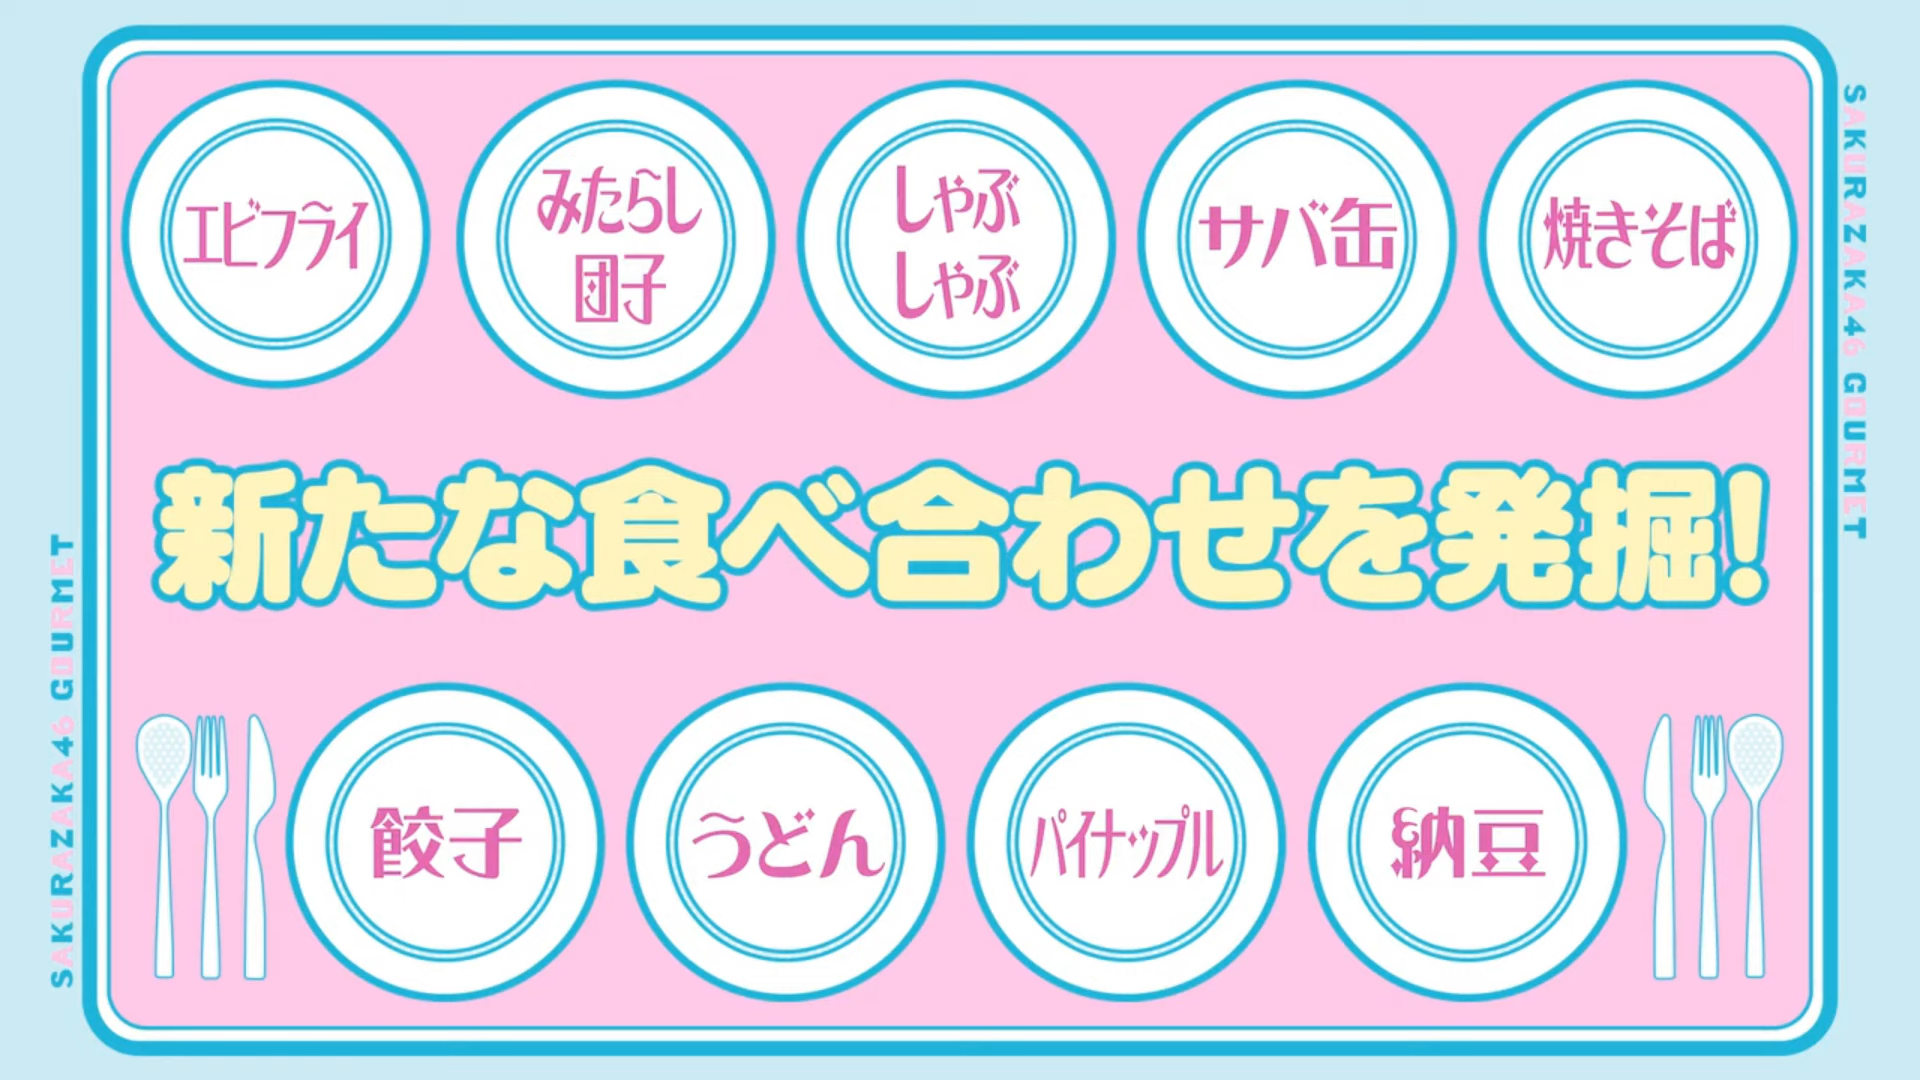 エビフライ
みたらし
団子
しゃぶ
しゃぶ
サバ缶
焼きそば
新たな食べ合わせを発掘!
餃子
うどん
パイナップル
納豆
SAKURAZAKA46 GOURMET
SAKURAZAKA46 GOURMET